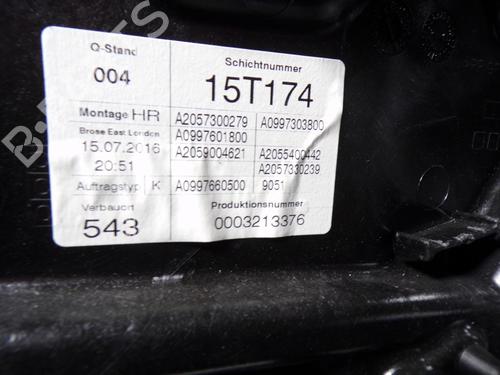 Q-Stand
004
Schichtnummer
15T174
Montage HR
Brose East London
15.07.2016
20:51
A2057300279 A0997303800
A0997601800
A2059004621 A2055400442
A2057330239
Auftragstyp K A0997660500 9051
Verbauort
543
Produktionsnummer
0003213376